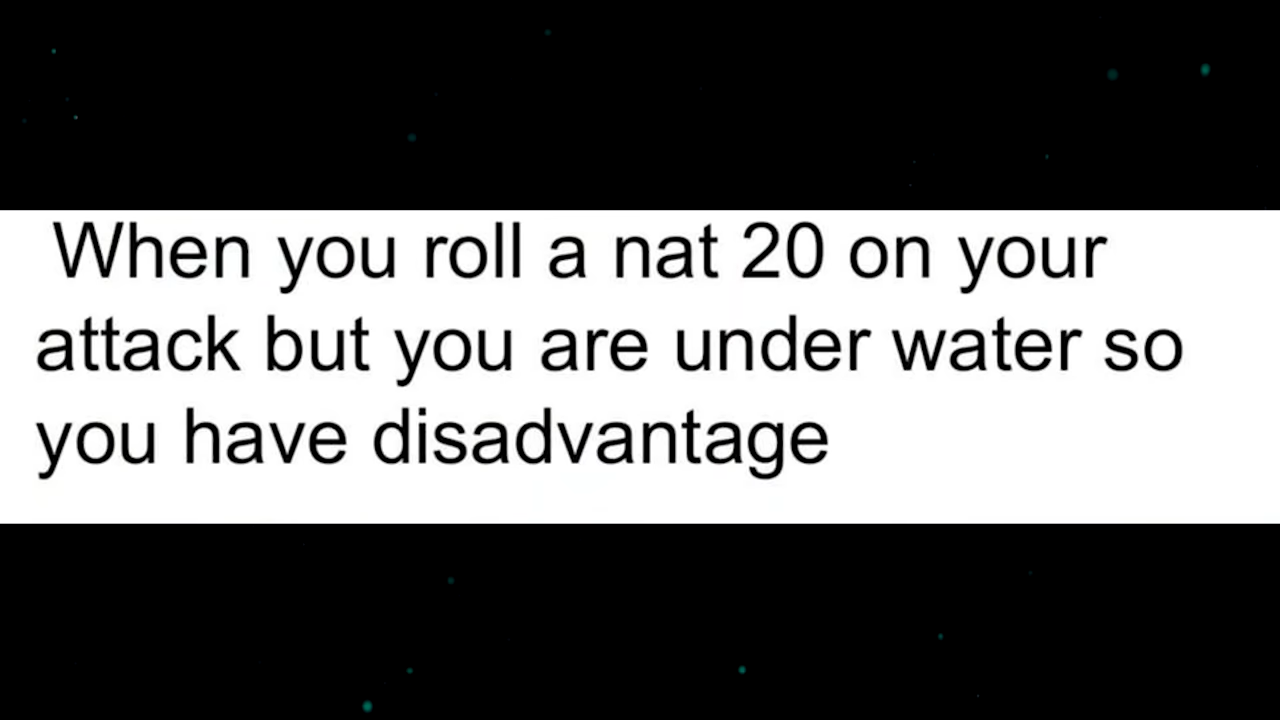 When you roll a nat 20 on your
attack but you are under water so
you have disadvantage